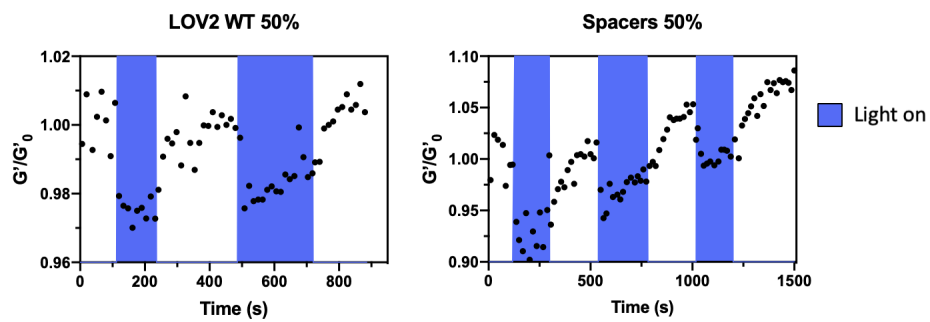 LOV2 WT 50%
1.02
1.00
0.98
0.96
G'/G'₀
0
200
400
600
800
Time (s)
Spacers 50%
1.10
1.05
1.00
0.95
0.90
G'/G'₀
0
500
1000
1500
Time (s)
Light on